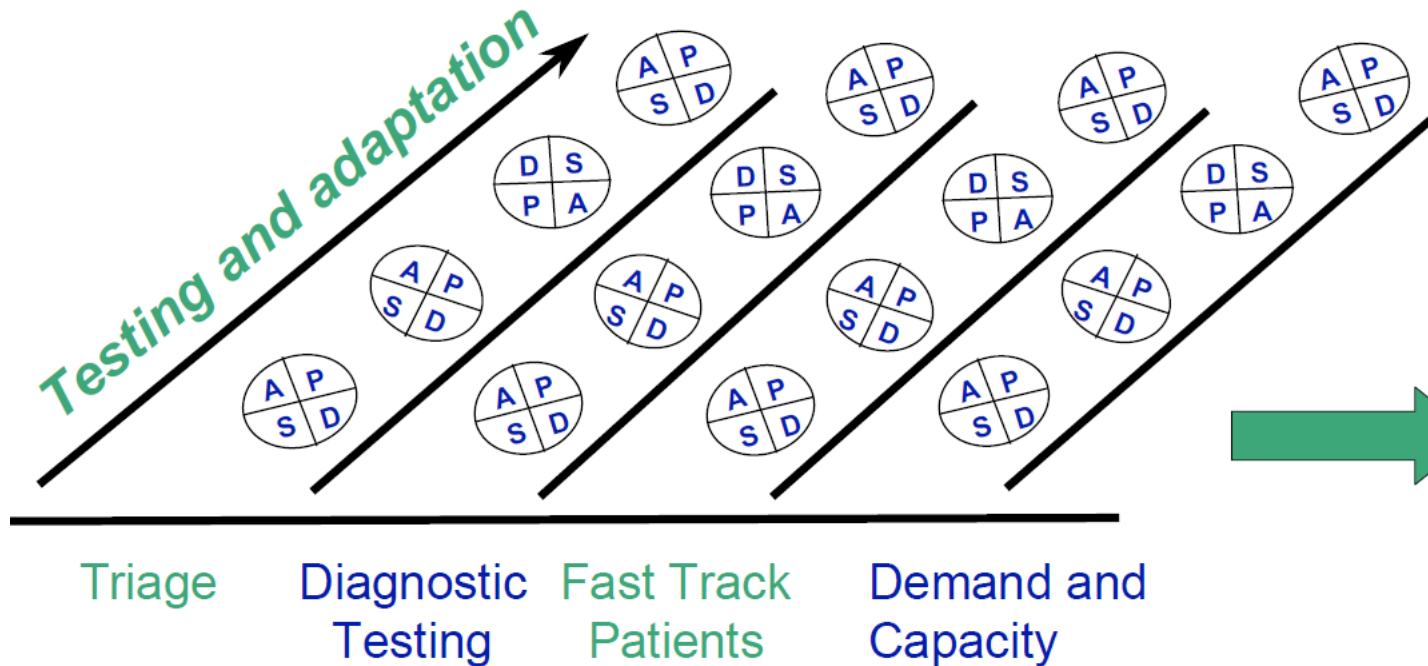 Testing and adaptation
A P
S D
A P
S D
A P
S D
A P
S D
D S
P A
D S
P A
D S
P A
D S
P A
A P
S D
A P
S D
A P
S D
A P
S D
A P
S D
A P
S D
A P
S D
A P
S D
Triage
Diagnostic
Testing
Fast Track
Patients
Demand and
Capacity